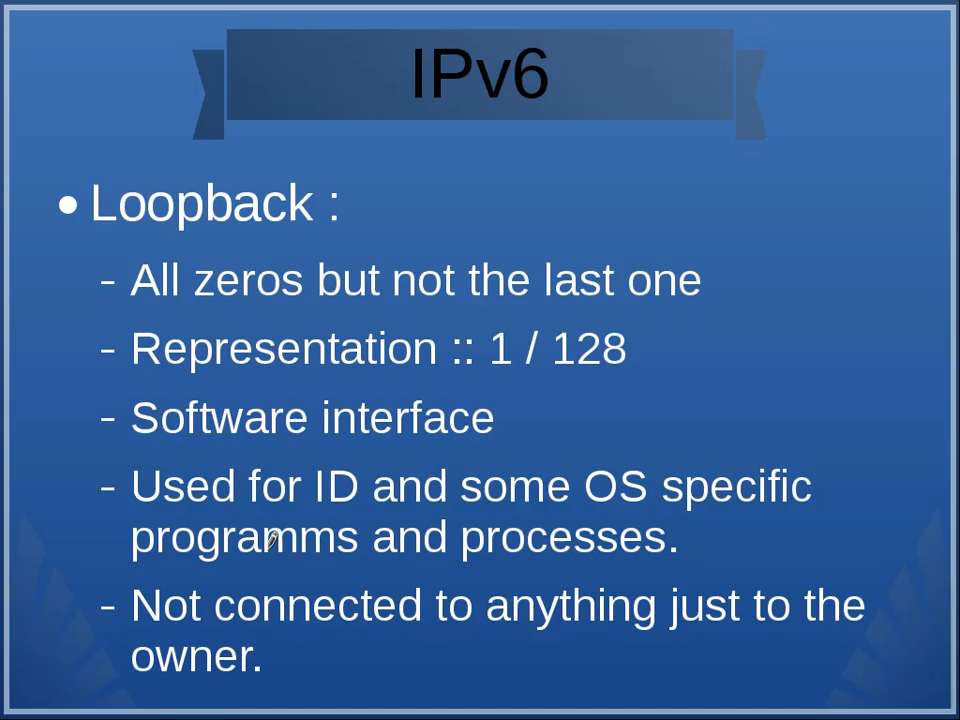 IPv6
• Loopback :
– All zeros but not the last one
– Representation :: 1 / 128
– Software interface
– Used for ID and some OS specific
programms and processes.
– Not connected to anything just to the
owner.